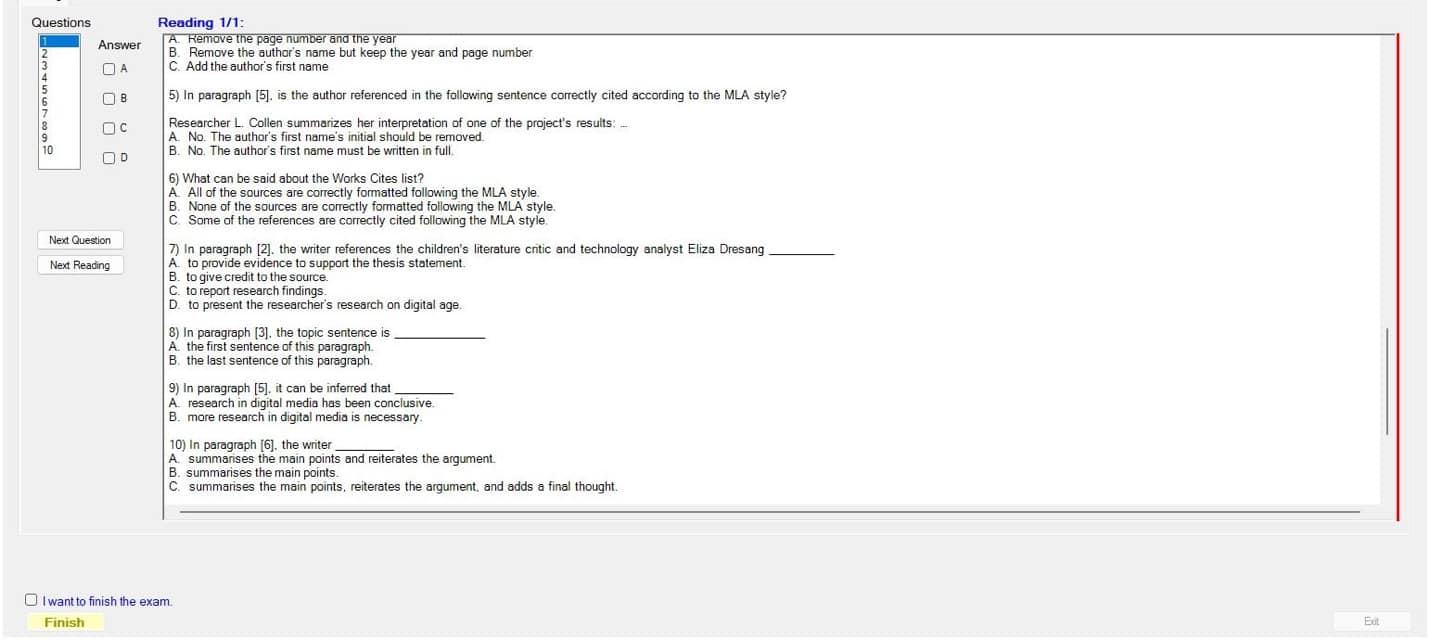 Questions
Reading 1/1:
1
2
3
4
5
6
7
8
9
10
Answer
A
B
C
D
Next Question
Next Reading
A. Remove the page number and the year
B. Remove the author's name but keep the year and page number
C. Add the author's first name
5) In paragraph [5], is the author referenced in the following sentence correctly cited according to the MLA style?
Researcher L. Collen summarizes her interpretation of one of the project's results: ...
A. No. The author's first name's initial should be removed.
B. No. The author's first name must be written in full.
6) What can be said about the Works Cites list?
A. All of the sources are correctly formatted following the MLA style.
B. None of the sources are correctly formatted following the MLA style.
C. Some of the references are correctly cited following the MLA style.
7) In paragraph [2], the writer references the children's literature critic and technology analyst Eliza Dresang __________
A. to provide evidence to support the thesis statement.
B. to give credit to the source.
C. to report research findings.
D. to present the researcher's research on digital age.
8) In paragraph [3], the topic sentence is ______________
A. the first sentence of this paragraph.
B. the last sentence of this paragraph.
9) In paragraph [5], it can be inferred that _________
A. research in digital media has been conclusive.
B. more research in digital media is necessary.
10) In paragraph [6], the writer _________
A. summarises the main points and reiterates the argument.
B. summarises the main points.
C. summarises the main points, reiterates the argument, and adds a final thought.
I want to finish the exam.
Finish
Exit